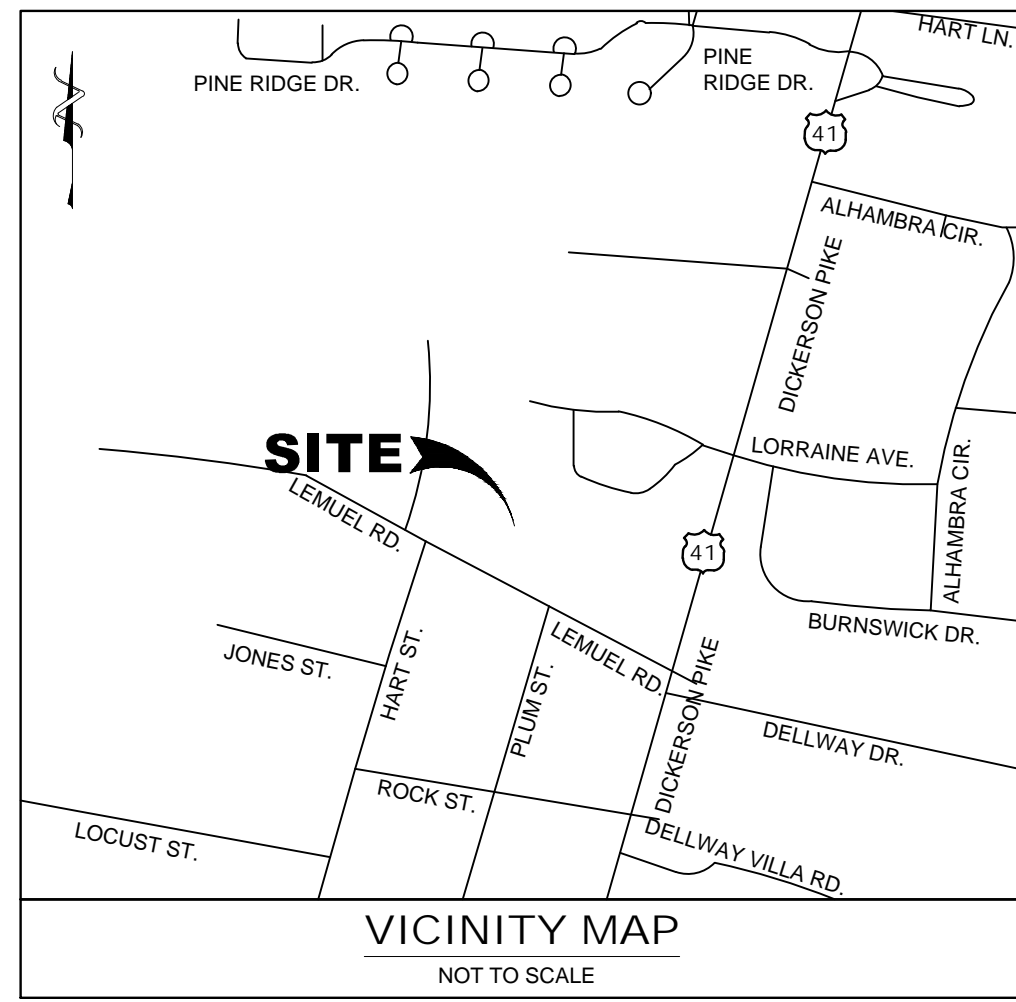 HART LN.
PINE RIDGE DR.
PINE
RIDGE DR.
41
ALHAMBRA CIR.
DICKERSON PIKE
LORRAINE AVE.
SITE
LEMUEL RD.
ALHAMBRA CIR.
41
BURNSWICK DR.
JONES ST.
HART ST.
PLUM ST.
LEMUEL RD.
DICKERSON PIKE
DELLWAY DR.
ROCK ST.
LOCUST ST.
DELLWAY VILLA RD.
VICINITY MAP
NOT TO SCALE